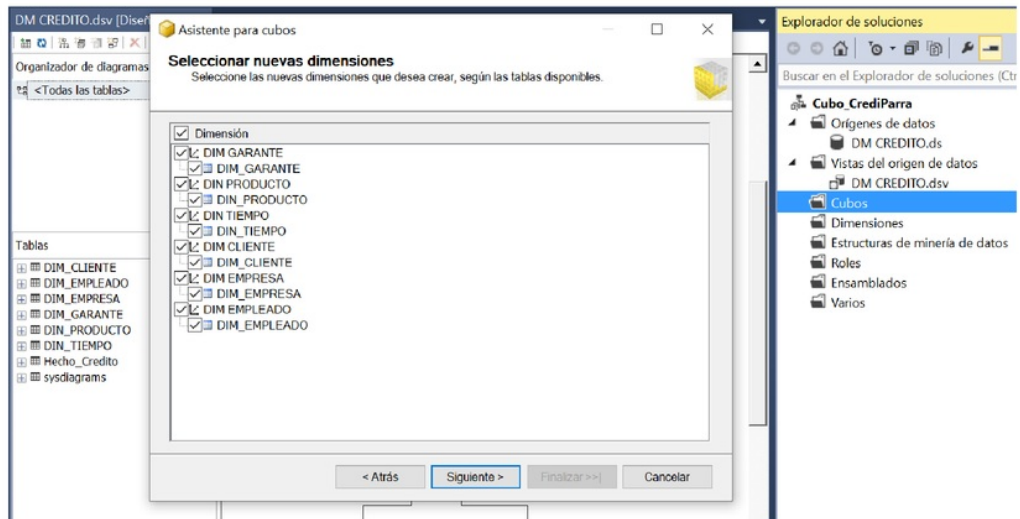 DM CREDITO.dsv [Diseñ
Organizador de diagramas
<Todas las tablas>
Tablas
DIM_CLIENTE
DIM_EMPLEADO
DIM_EMPRESA
DIM_GARANTE
DIN_PRODUCTO
DIN_TIEMPO
Hecho_Credito
sysdiagrams
Asistente para cubos
Seleccionar nuevas dimensiones
Seleccione las nuevas dimensiones que desea crear, según las tablas disponibles.
Dimensión
DIM GARANTE
DIM_GARANTE
DIN PRODUCTO
DIN_PRODUCTO
DIN TIEMPO
DIN_TIEMPO
DIM CLIENTE
DIM_CLIENTE
DIM EMPRESA
DIM_EMPRESA
DIM EMPLEADO
DIM_EMPLEADO
< Atrás
Siguiente >
Finalizar >>|
Cancelar
Explorador de soluciones
Buscar en el Explorador de soluciones (Ctr
Cubo_CrediParra
Orígenes de datos
DM CREDITO.ds
Vistas del origen de datos
DM CREDITO.dsv
Cubos
Dimensiones
Estructuras de minería de datos
Roles
Ensamblados
Varios